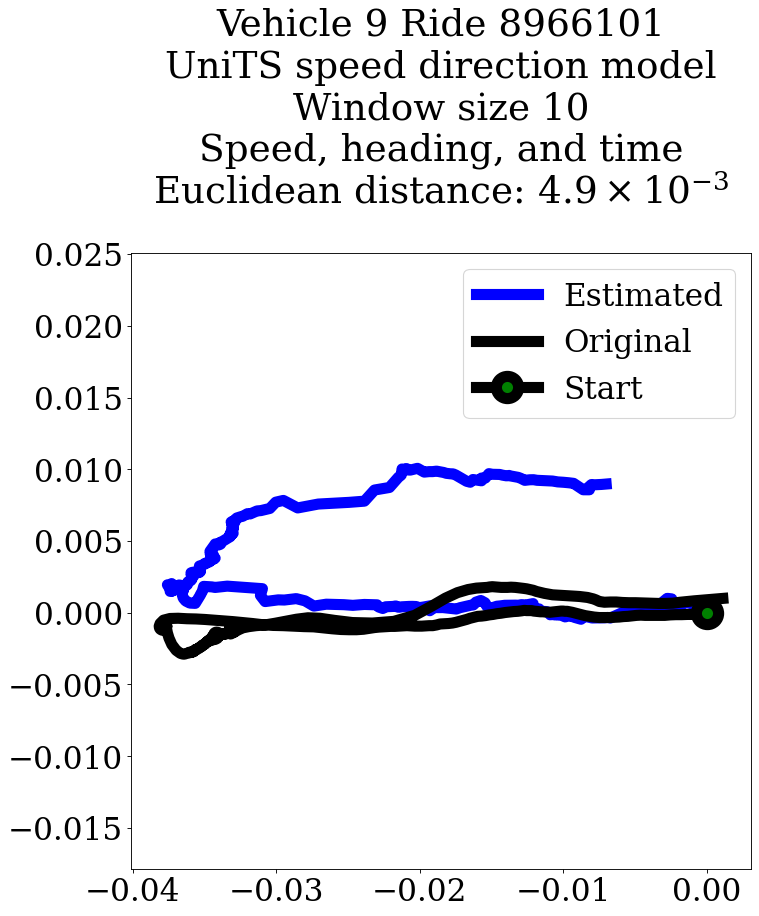 Vehicle 9 Ride 8966101
UniTS speed direction model
Window size 10
Speed, heading, and time
Euclidean distance: 4.9 × 10⁻³
0.025
Estimated
0.020
Original
0.015
Start
0.010
0.005
0.000
−0.005
−0.010
−0.015
−0.04 −0.03 −0.02 −0.01 0.00